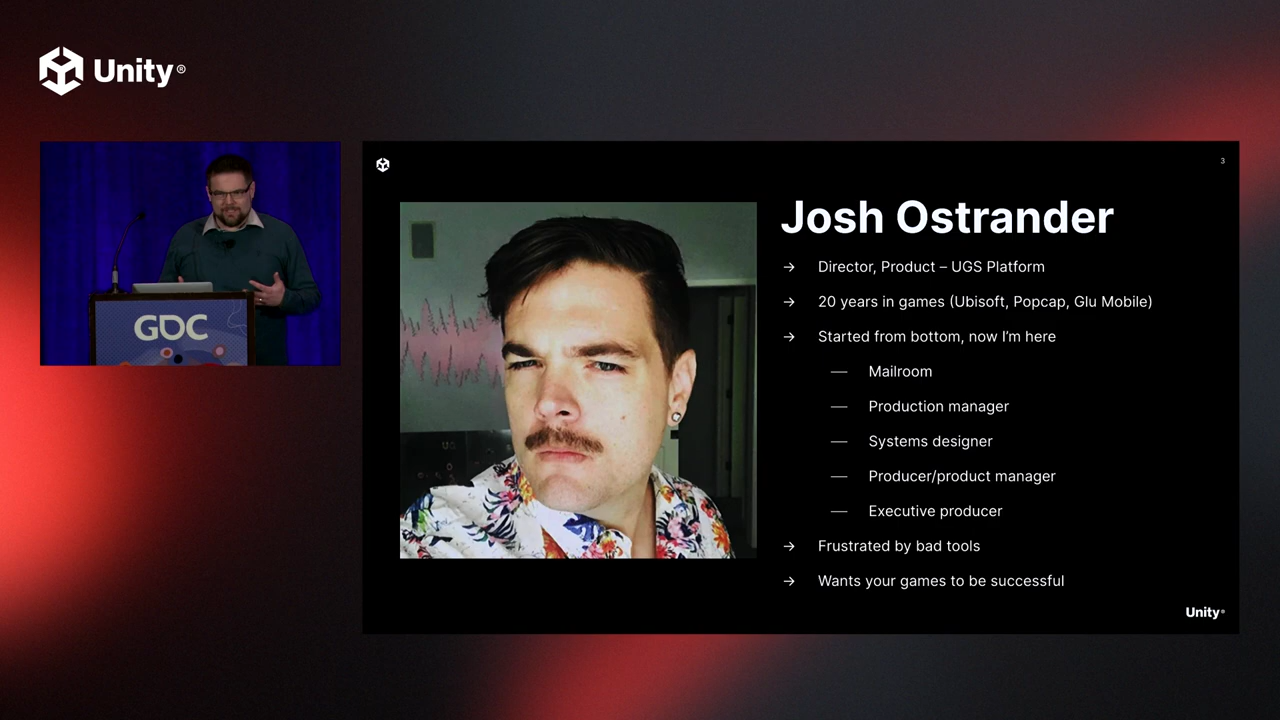 Unity®
GDC
3
Josh Ostrander
→ Director, Product – UGS Platform
→ 20 years in games (Ubisoft, Popcap, Glu Mobile)
→ Started from bottom, now I'm here
— Mailroom
— Production manager
— Systems designer
— Producer/product manager
— Executive producer
→ Frustrated by bad tools
→ Wants your games to be successful
Unity®